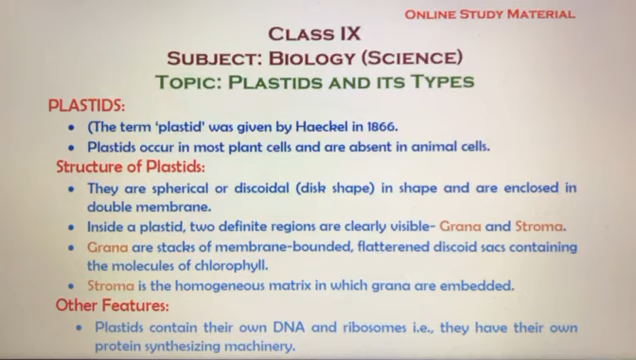 ONLINE STUDY MATERIAL
CLASS IX
SUBJECT: BIOLOGY (SCIENCE)
TOPIC: PLASTIDS AND ITS TYPES
PLASTIDS:
• (The term ‘plastid’ was given by Haeckel in 1866.
• Plastids occur in most plant cells and are absent in animal cells.
Structure of Plastids:
• They are spherical or discoidal (disk shape) in shape and are enclosed in
double membrane.
• Inside a plastid, two definite regions are clearly visible- Grana and Stroma.
• Grana are stacks of membrane-bounded, flatterened discoid sacs containing
the molecules of chlorophyll.
• Stroma is the homogeneous matrix in which grana are embedded.
Other Features:
• Plastids contain their own DNA and ribosomes i.e., they have their own
protein synthesizing machinery.